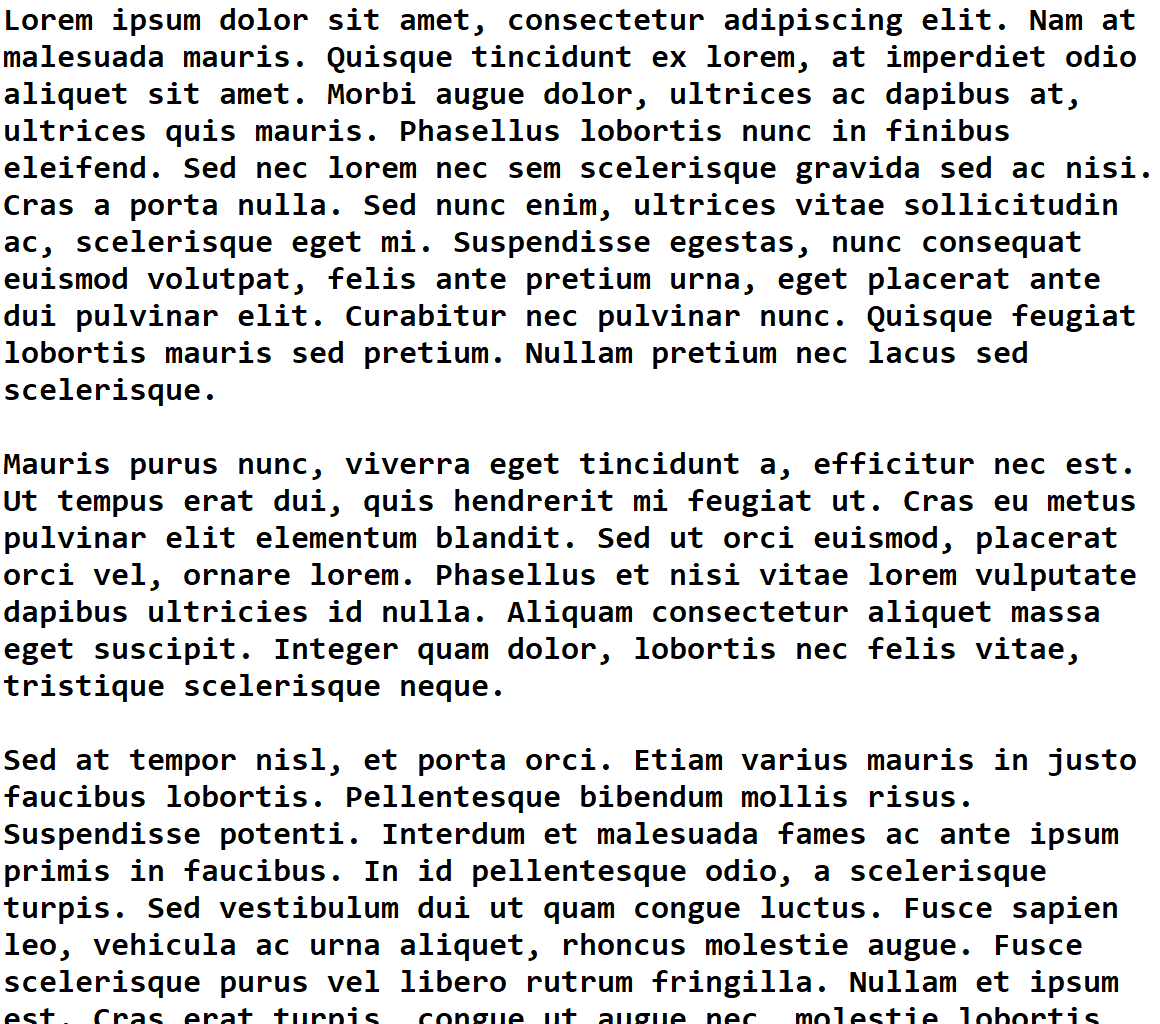 Lorem ipsum dolor sit amet, consectetur adipiscing elit. Nam at
malesuada mauris. Quisque tincidunt ex lorem, at imperdiet odio
aliquet sit amet. Morbi augue dolor, ultrices ac dapibus at,
ultrices quis mauris. Phasellus lobortis nunc in finibus
eleifend. Sed nec lorem nec sem scelerisque gravida sed ac nisi.
Cras a porta nulla. Sed nunc enim, ultrices vitae sollicitudin
ac, scelerisque eget mi. Suspendisse egestas, nunc consequat
euismod volutpat, felis ante pretium urna, eget placerat ante
dui pulvinar elit. Curabitur nec pulvinar nunc. Quisque feugiat
lobortis mauris sed pretium. Nullam pretium nec lacus sed
scelerisque.

Mauris purus nunc, viverra eget tincidunt a, efficitur nec est.
Ut tempus erat dui, quis hendrerit mi feugiat ut. Cras eu metus
pulvinar elit elementum blandit. Sed ut orci euismod, placerat
orci vel, ornare lorem. Phasellus et nisi vitae lorem vulputate
dapibus ultricies id nulla. Aliquam consectetur aliquet massa
eget suscipit. Integer quam dolor, lobortis nec felis vitae,
tristique scelerisque neque.

Sed at tempor nisl, et porta orci. Etiam varius mauris in justo
faucibus lobortis. Pellentesque bibendum mollis risus.
Suspendisse potenti. Interdum et malesuada fames ac ante ipsum
primis in faucibus. In id pellentesque odio, a scelerisque
turpis. Sed vestibulum dui ut quam congue luctus. Fusce sapien
leo, vehicula ac urna aliquet, rhoncus molestie augue. Fusce
scelerisque purus vel libero rutrum fringilla. Nullam et ipsum
est. Cras erat turpis, congue ut augue nec, molestie lobortis